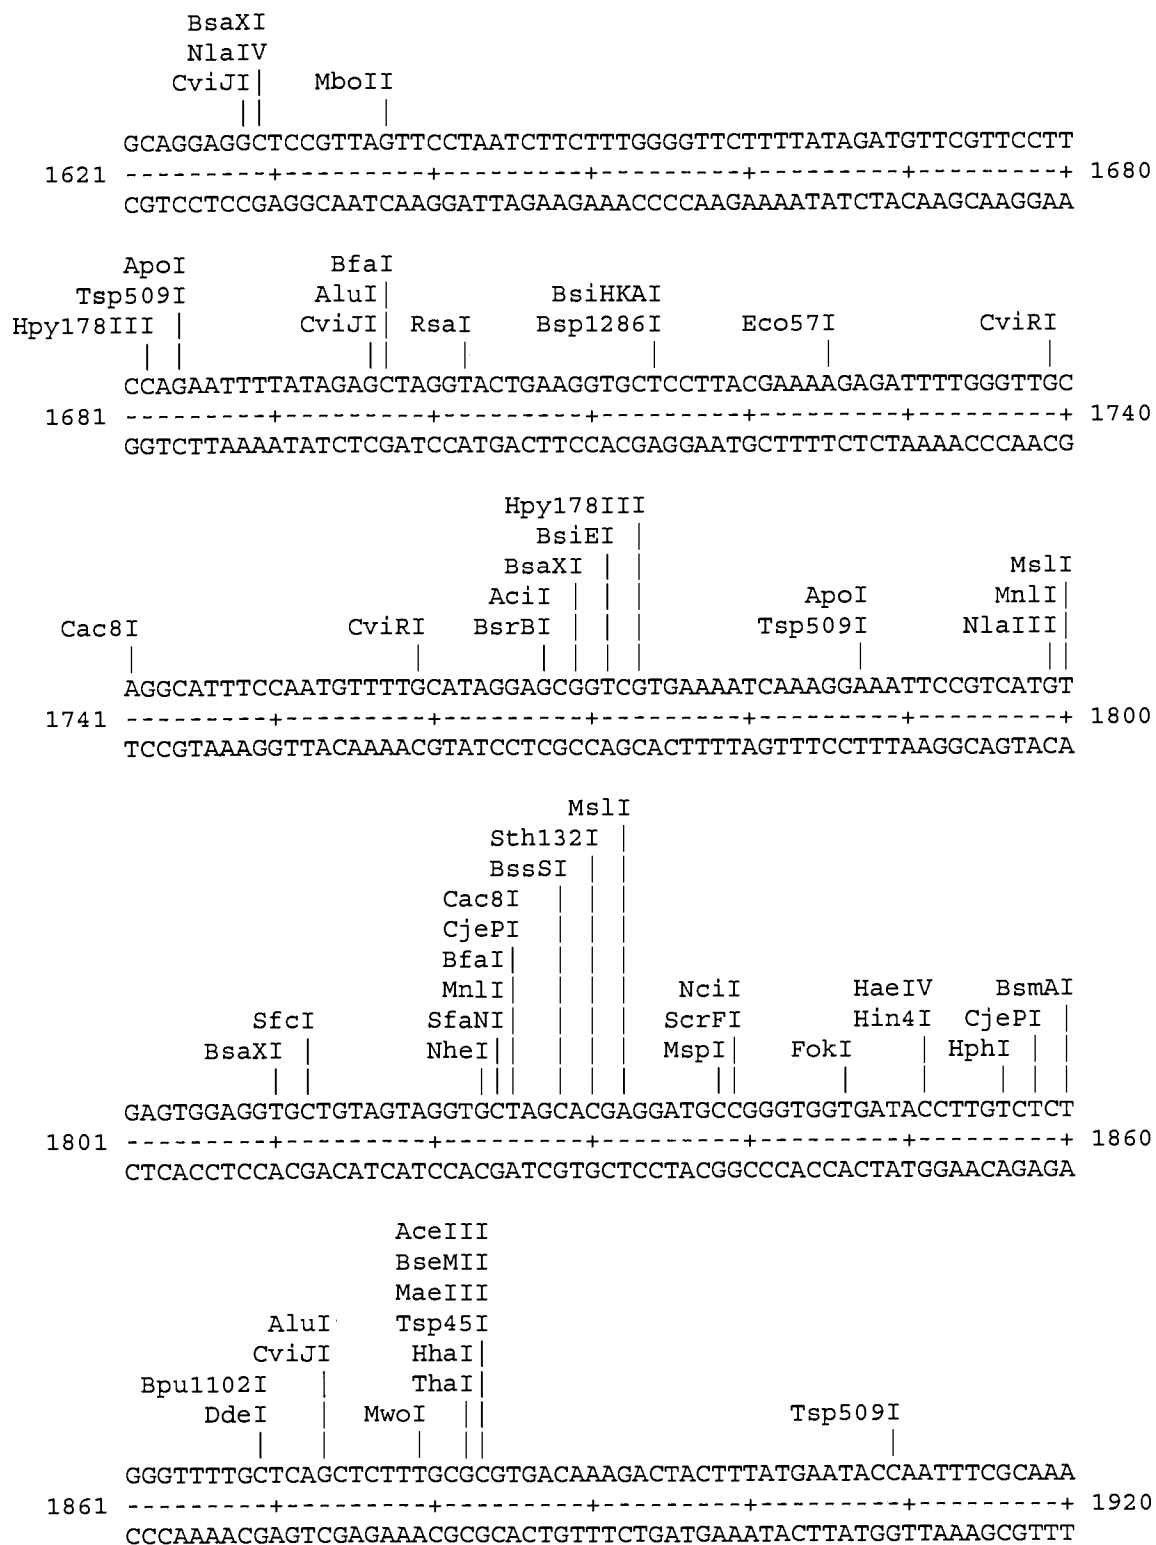 BsaXI
NlaIV
CviJI| MboII
|| |
GCAGGAGGCTCCGTTAGTTCCTAATCTTCTTTGGGGTTCTTTTATAGATGTTCGTTCCTT
1621 ---------+---------+---------+---------+---------+---------+ 1680
CGTCCTCCGAGGCAATCAAGGATTAGAAGAAACCCCAAGAAAATATCTACAAGCAAGGAA
ApoI BfaI
Tsp509I AluI| BsiHKAI
Hpy178III | CviJI| RsaI Bsp1286I Eco57I CviRI
| | || | | | |
CCAGAATTTTATAGAGCTAGGTACTGAAGGTGCTCCTTACGAAAAGAGATTTTGGGTTGC
1681 ---------+---------+---------+---------+---------+---------+ 1740
GGTCTTAAAATATCTCGATCCATGACTTCCACGAGGAATGCTTTTCTCTAAAACCCAACG
Hpy178III
BsiEI |
BsaXI | | MslI
AciI | | | ApoI MnlI|
Cac8I CviRI BsrBI | | | Tsp509I NlaIII|
| | | | | | | ||
AGGCATTTCCAATGTTTTGCATAGGAGCGGTCGTGAAAATCAAAGGAAATTCCGTCATGT
1741 ---------+---------+---------+---------+---------+---------+ 1800
TCCGTAAAGGTTACAAAACGTATCCTCGCCAGCACTTTTAGTTTCCTTTAAGGCAGTACA
MslI
Sth132I |
BssSI | |
Cac8I | | |
CjePI | | |
BfaI| | | |
MnlI| | | | NciI HaeIV BsmAI
SfcI SfaNI| | | | ScrFI Hin4I CjePI |
BsaXI | NheI|| | | | MspI| FokI | HphI | |
| | ||| | | | || | | | | |
GAGTGGAGGTGCTGTAGTAGGTGCTAGCACGAGGATGCCGGGTGGTGATACCTTGTCTCT
1801 ---------+---------+---------+---------+---------+---------+ 1860
CTCACCTCCACGACATCATCCACGATCGTGCTCCTACGGCCCACCACTATGGAACAGAGA
AceIII
BseMII
MaeIII
AluI Tsp45I
CviJI HhaI|
Bpu1102I | ThaI|
DdeI | MwoI || Tsp509I
| | | || |
GGGTTTTGCTCAGCTCTTTGCGCGTGACAAAGACTACTTTATGAATACCAATTTCGCAAA
1861 ---------+---------+---------+---------+---------+---------+ 1920
CCCAAAACGAGTCGAGAAACGCGCACTGTTTCTGATGAAATACTTATGGTTAAAGCGTTT